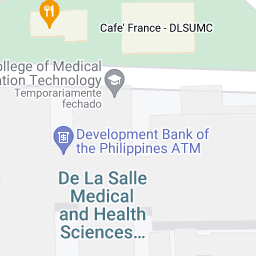 Cafe' France - DLSUMC
ollege of Medical
ation Technology
Temporariamente
fechado
Development Bank of
the Philippines ATM
De La Salle
Medical
and Health
Sciences...